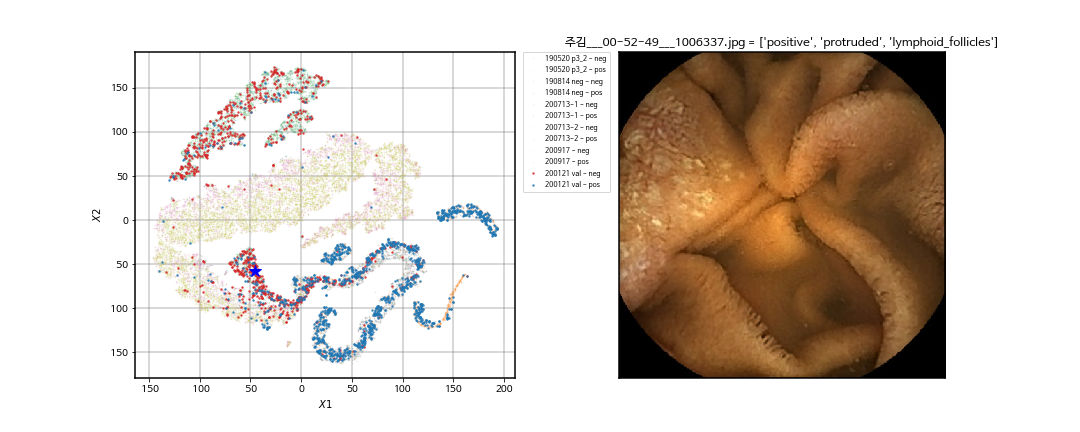 주김___00-52-49___1006337.jpg = ['positive', 'protruded', 'lymphoid_follicles']
190520 p3_2 - neg
190520 p3_2 - pos
190814 neg - neg
190814 neg - pos
200713-1 - neg
200713-1 - pos
200713-2 - neg
200713-2 - pos
200917 - neg
200917 - pos
200121 val - neg
200121 val - pos
150
100
50
0
50
100
150
X2
150
100
50
0
50
100
150
200
X1